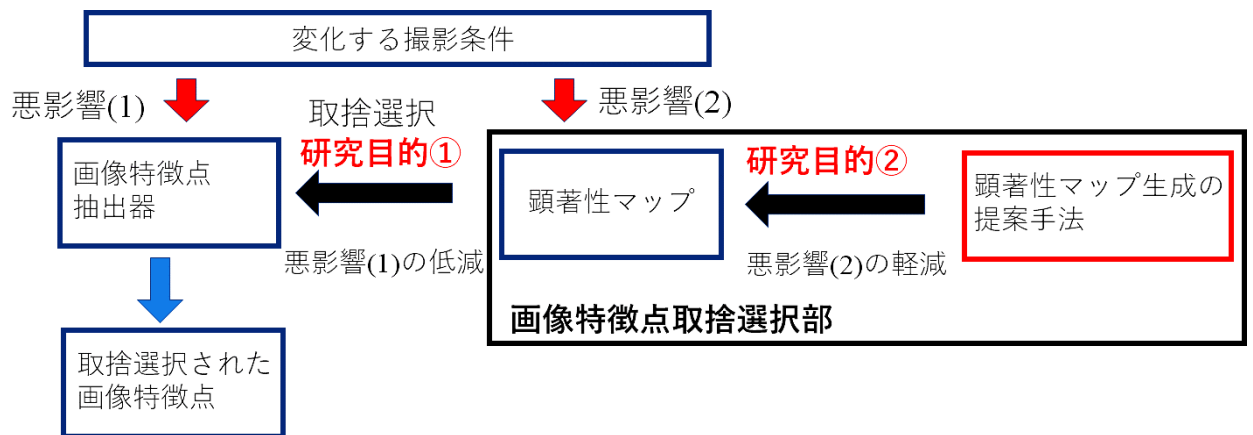 変化する撮影条件
悪影響(1)
悪影響(2)
取捨選択
研究目的①
画像特徴点
抽出器
顕著性マップ
研究目的②
顕著性マップ生成の
提案手法
悪影響(1)の低減
悪影響(2)の軽減
画像特徴点取捨選択部
取捨選択された
画像特徴点